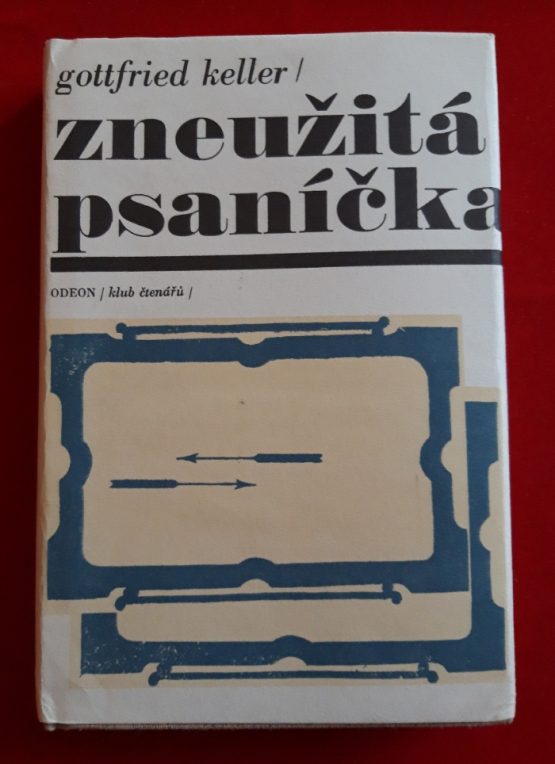 gottfried keller/
zneužitá
psaníčka
ODEON / klub čtenářů /